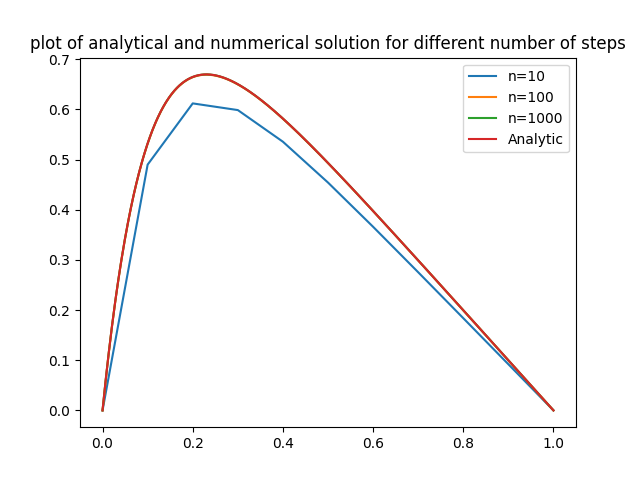 plot of analytical and nummerical solution for different number of steps
0.7
0.6
0.5
0.4
0.3
0.2
0.1
0.0
n=10
n=100
n=1000
Analytic
0.0 0.2 0.4 0.6 0.8 1.0